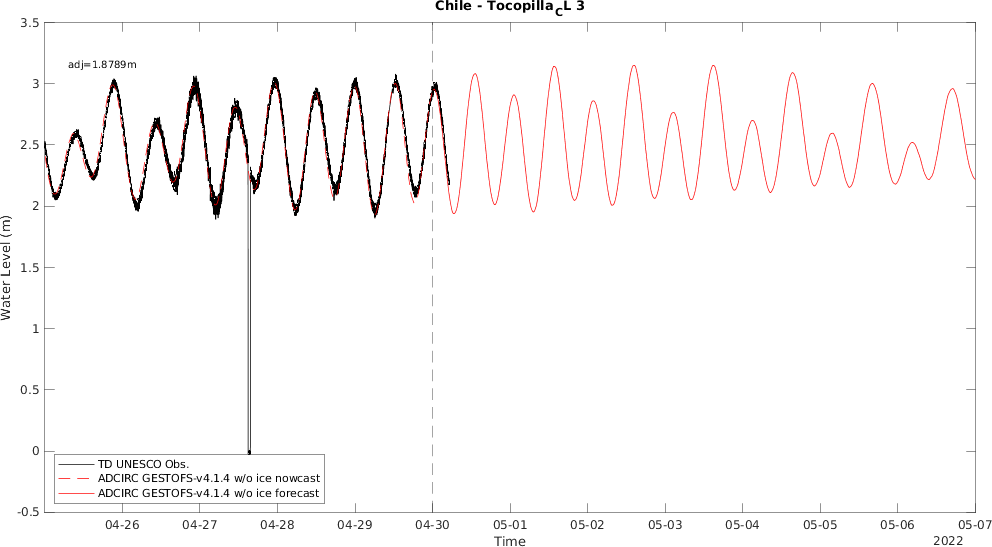 Chile - Tocopilla_CL 3
adj=1.8789m
Water Level (m)
3.5
3
2.5
2
1.5
1
0.5
0
-0.5
TD UNESCO Obs.
ADCIRC GESTOFS-v4.1.4 w/o ice nowcast
ADCIRC GESTOFS-v4.1.4 w/o ice forecast
04-26 04-27 04-28 04-29 04-30 05-01 05-02 05-03 05-04 05-05 05-06 05-07
Time
2022